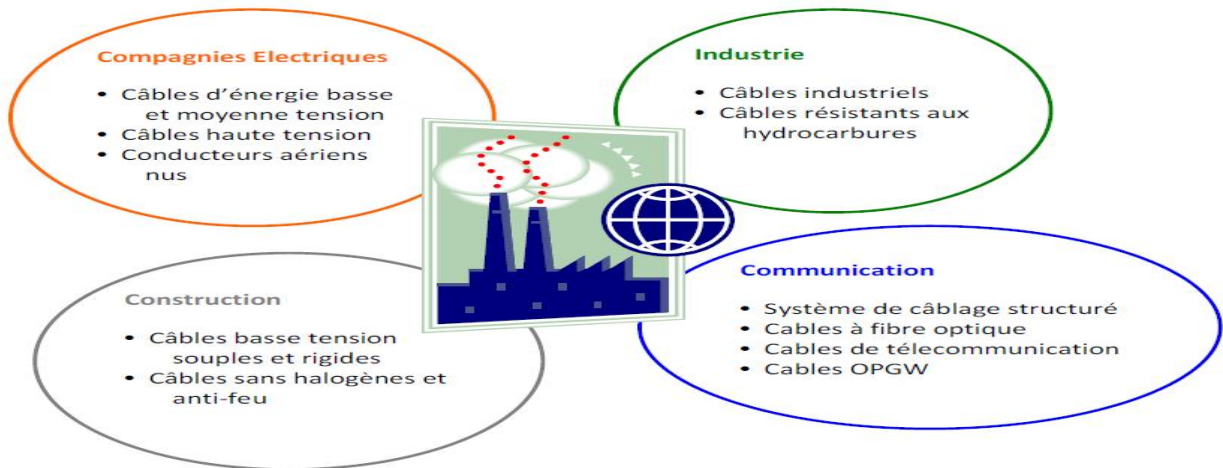 Compagnies Electriques
• Câbles d’énergie basse
et moyenne tension
• Câbles haute tension
• Conducteurs aériens
nus
Industrie
• Câbles industriels
• Câbles résistants aux
hydrocarbures
Construction
• Câbles basse tension
souples et rigides
• Câbles sans halogènes et
anti-feu
Communication
• Système de câblage structuré
• Cables à fibre optique
• Cables de télécommunication
• Cables OPGW